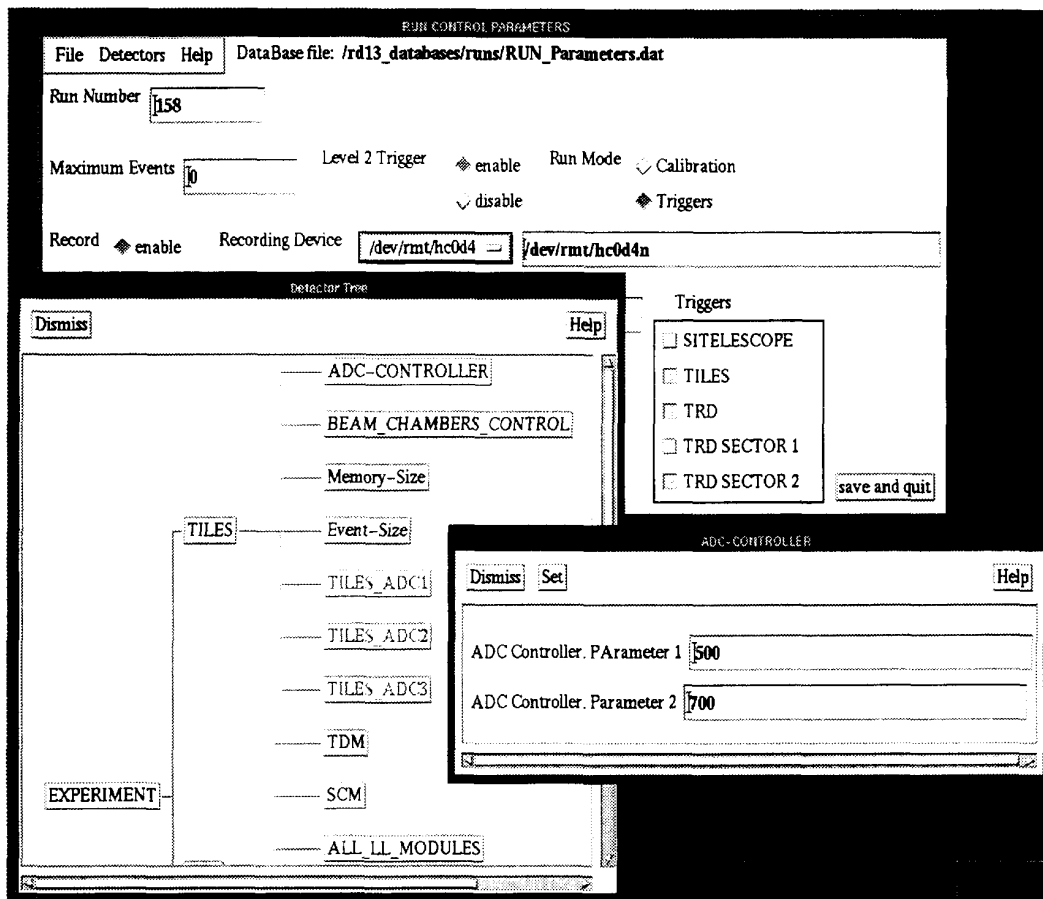 RUN CONTROL PARAMETERS
File Detectors Help DataBase file: /rd13_databases/runs/RUN_Parameters.dat
Run Number 158
Maximum Events 0 Level 2 Trigger enable Run Mode Calibration
disable Triggers
Record enable Recording Device /dev/rmt/hc0d4 /dev/rmt/hc0d4n
Detector Tree
Dismiss Help
ADC-CONTROLLER
BEAM_CHAMBERS_CONTROL
Memory-Size
TILES Event-Size
TILES_ADC1
TILES_ADC2
TILES_ADC3
TDM
EXPERIMENT SCM
ALL_LL_MODULES
Triggers
SITELESCOPE
TILES
TRD
TRD SECTOR 1
TRD SECTOR 2
save and quit
ADC-CONTROLLER
Dismiss Set Help
ADC Controller. PArameter 1 500
ADC Controller. Parameter 2 700